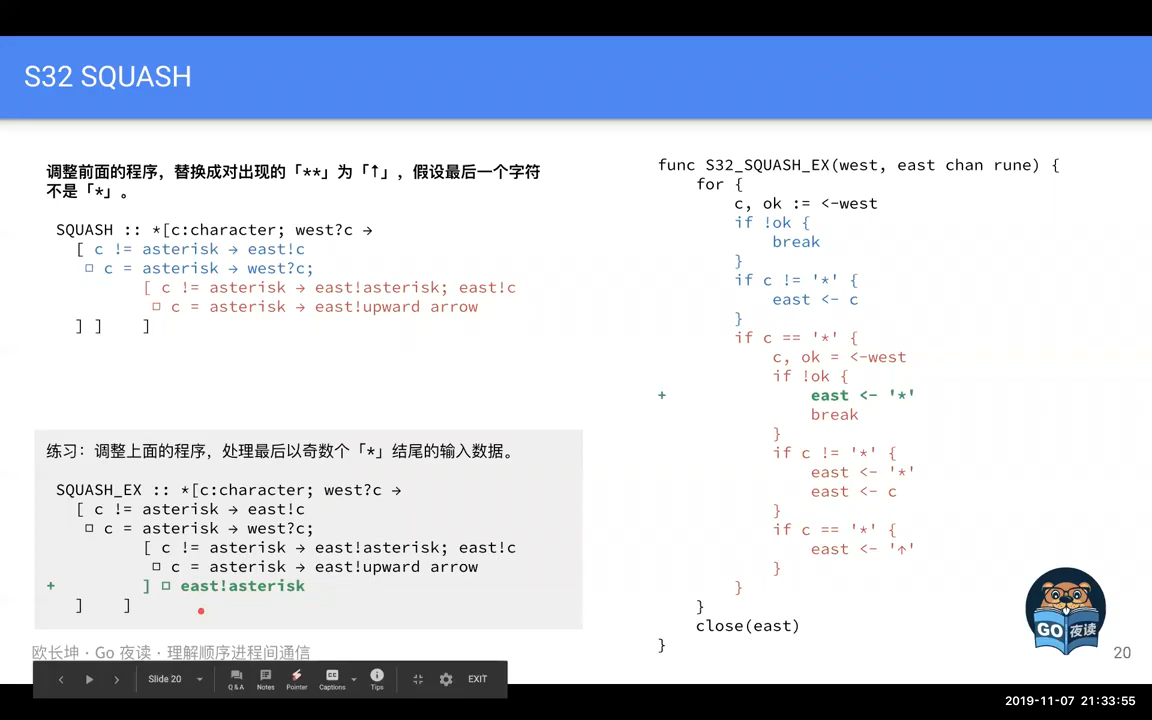 S32 SQUASH
调整前面的程序，替换成对出现的「**」为「↑」，假设最后一个字符
不是「*」。
SQUASH :: *[c:character; west?c →
[ c != asterisk → east!c
□ c = asterisk → west?c;
[ c != asterisk → east!asterisk; east!c
□ c = asterisk → east!upward arrow
] ] ]
练习：调整上面的程序，处理最后以奇数个「*」结尾的输入数据。
SQUASH_EX :: *[c:character; west?c →
[ c != asterisk → east!c
□ c = asterisk → west?c;
[ c != asterisk → east!asterisk; east!c
□ c = asterisk → east!upward arrow
+ ] □ east!asterisk
] ]
func S32_SQUASH_EX(west, east chan rune) {
for {
c, ok := <-west
if !ok {
break
}
if c != '*' {
east <- c
}
if c == '*' {
c, ok = <-west
if !ok {
+ east <- '*'
break
}
if c != '*' {
east <- '*'
east <- c
}
if c == '*' {
east <- '↑'
}
}
}
close(east)
}
GO 夜读
欧长坤 · Go 夜读 · 理解顺序进程间通信
20
Slide 20
Q & A
Notes
Pointer
CC
Captions
Tips
EXIT
2019-11-07 21:33:55